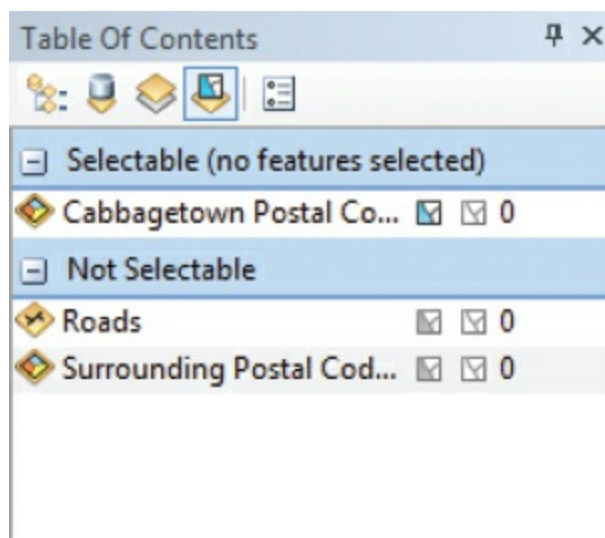 Table Of Contents
Selectable (no features selected)
Cabbagetown Postal Co... 0
Not Selectable
Roads 0
Surrounding Postal Cod... 0